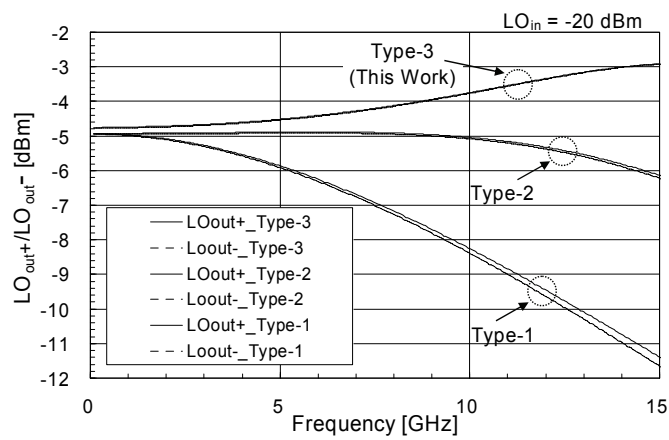 LOin = -20 dBm
-2
-3
-4
-5
-6
-7
-8
-9
-10
-11
-12
LOout+/LOout- [dBm]
Type-3
(This Work)
Type-2
Type-1
LOout+_Type-3
Loout-_Type-3
LOout+_Type-2
Loout-_Type-2
LOout+_Type-1
Loout-_Type-1
0
5
10
15
Frequency [GHz]